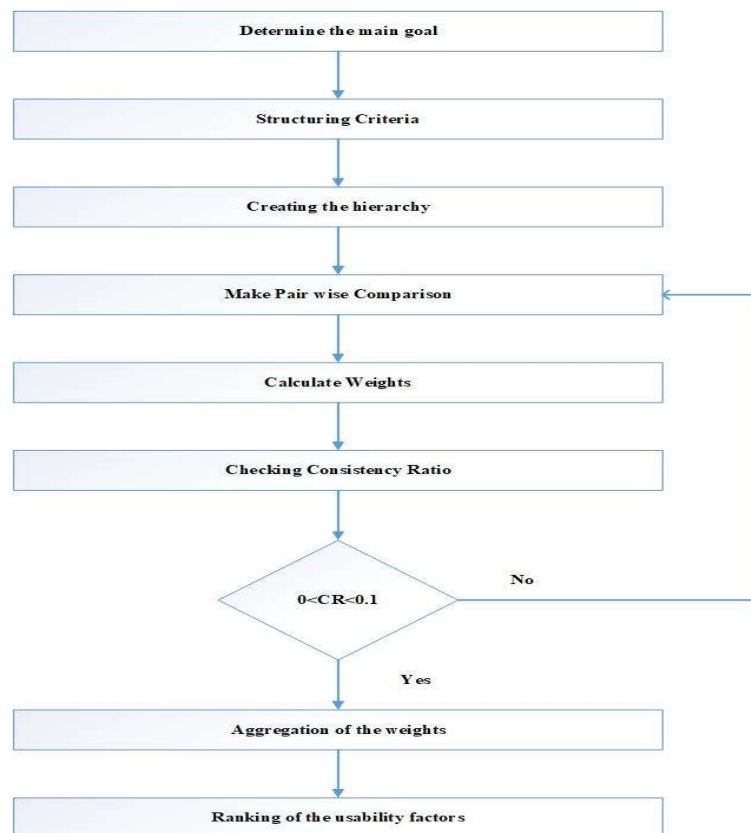 Determine the main goal
Structuring Criteria
Creating the hierarchy
Make Pair wise Comparison
Calculate Weights
Checking Consistency Ratio
0<CR<0.1
No
Yes
Aggregation of the weights
Ranking of the usability factors